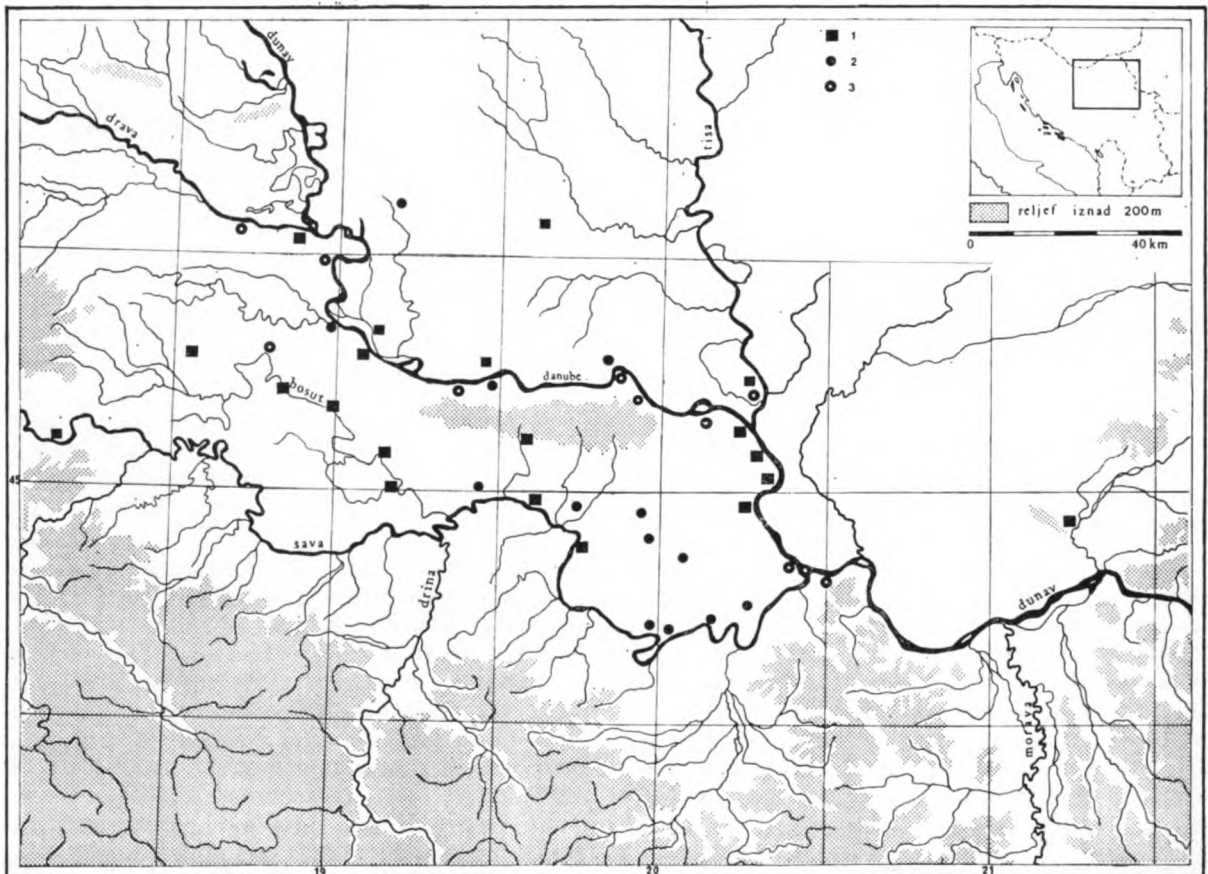 dunav
1
2
3
drava
tisa
reljef iznad 200m
0 40 km
danube
bosut
45
sava
drina
dunav
morava
19
20
21